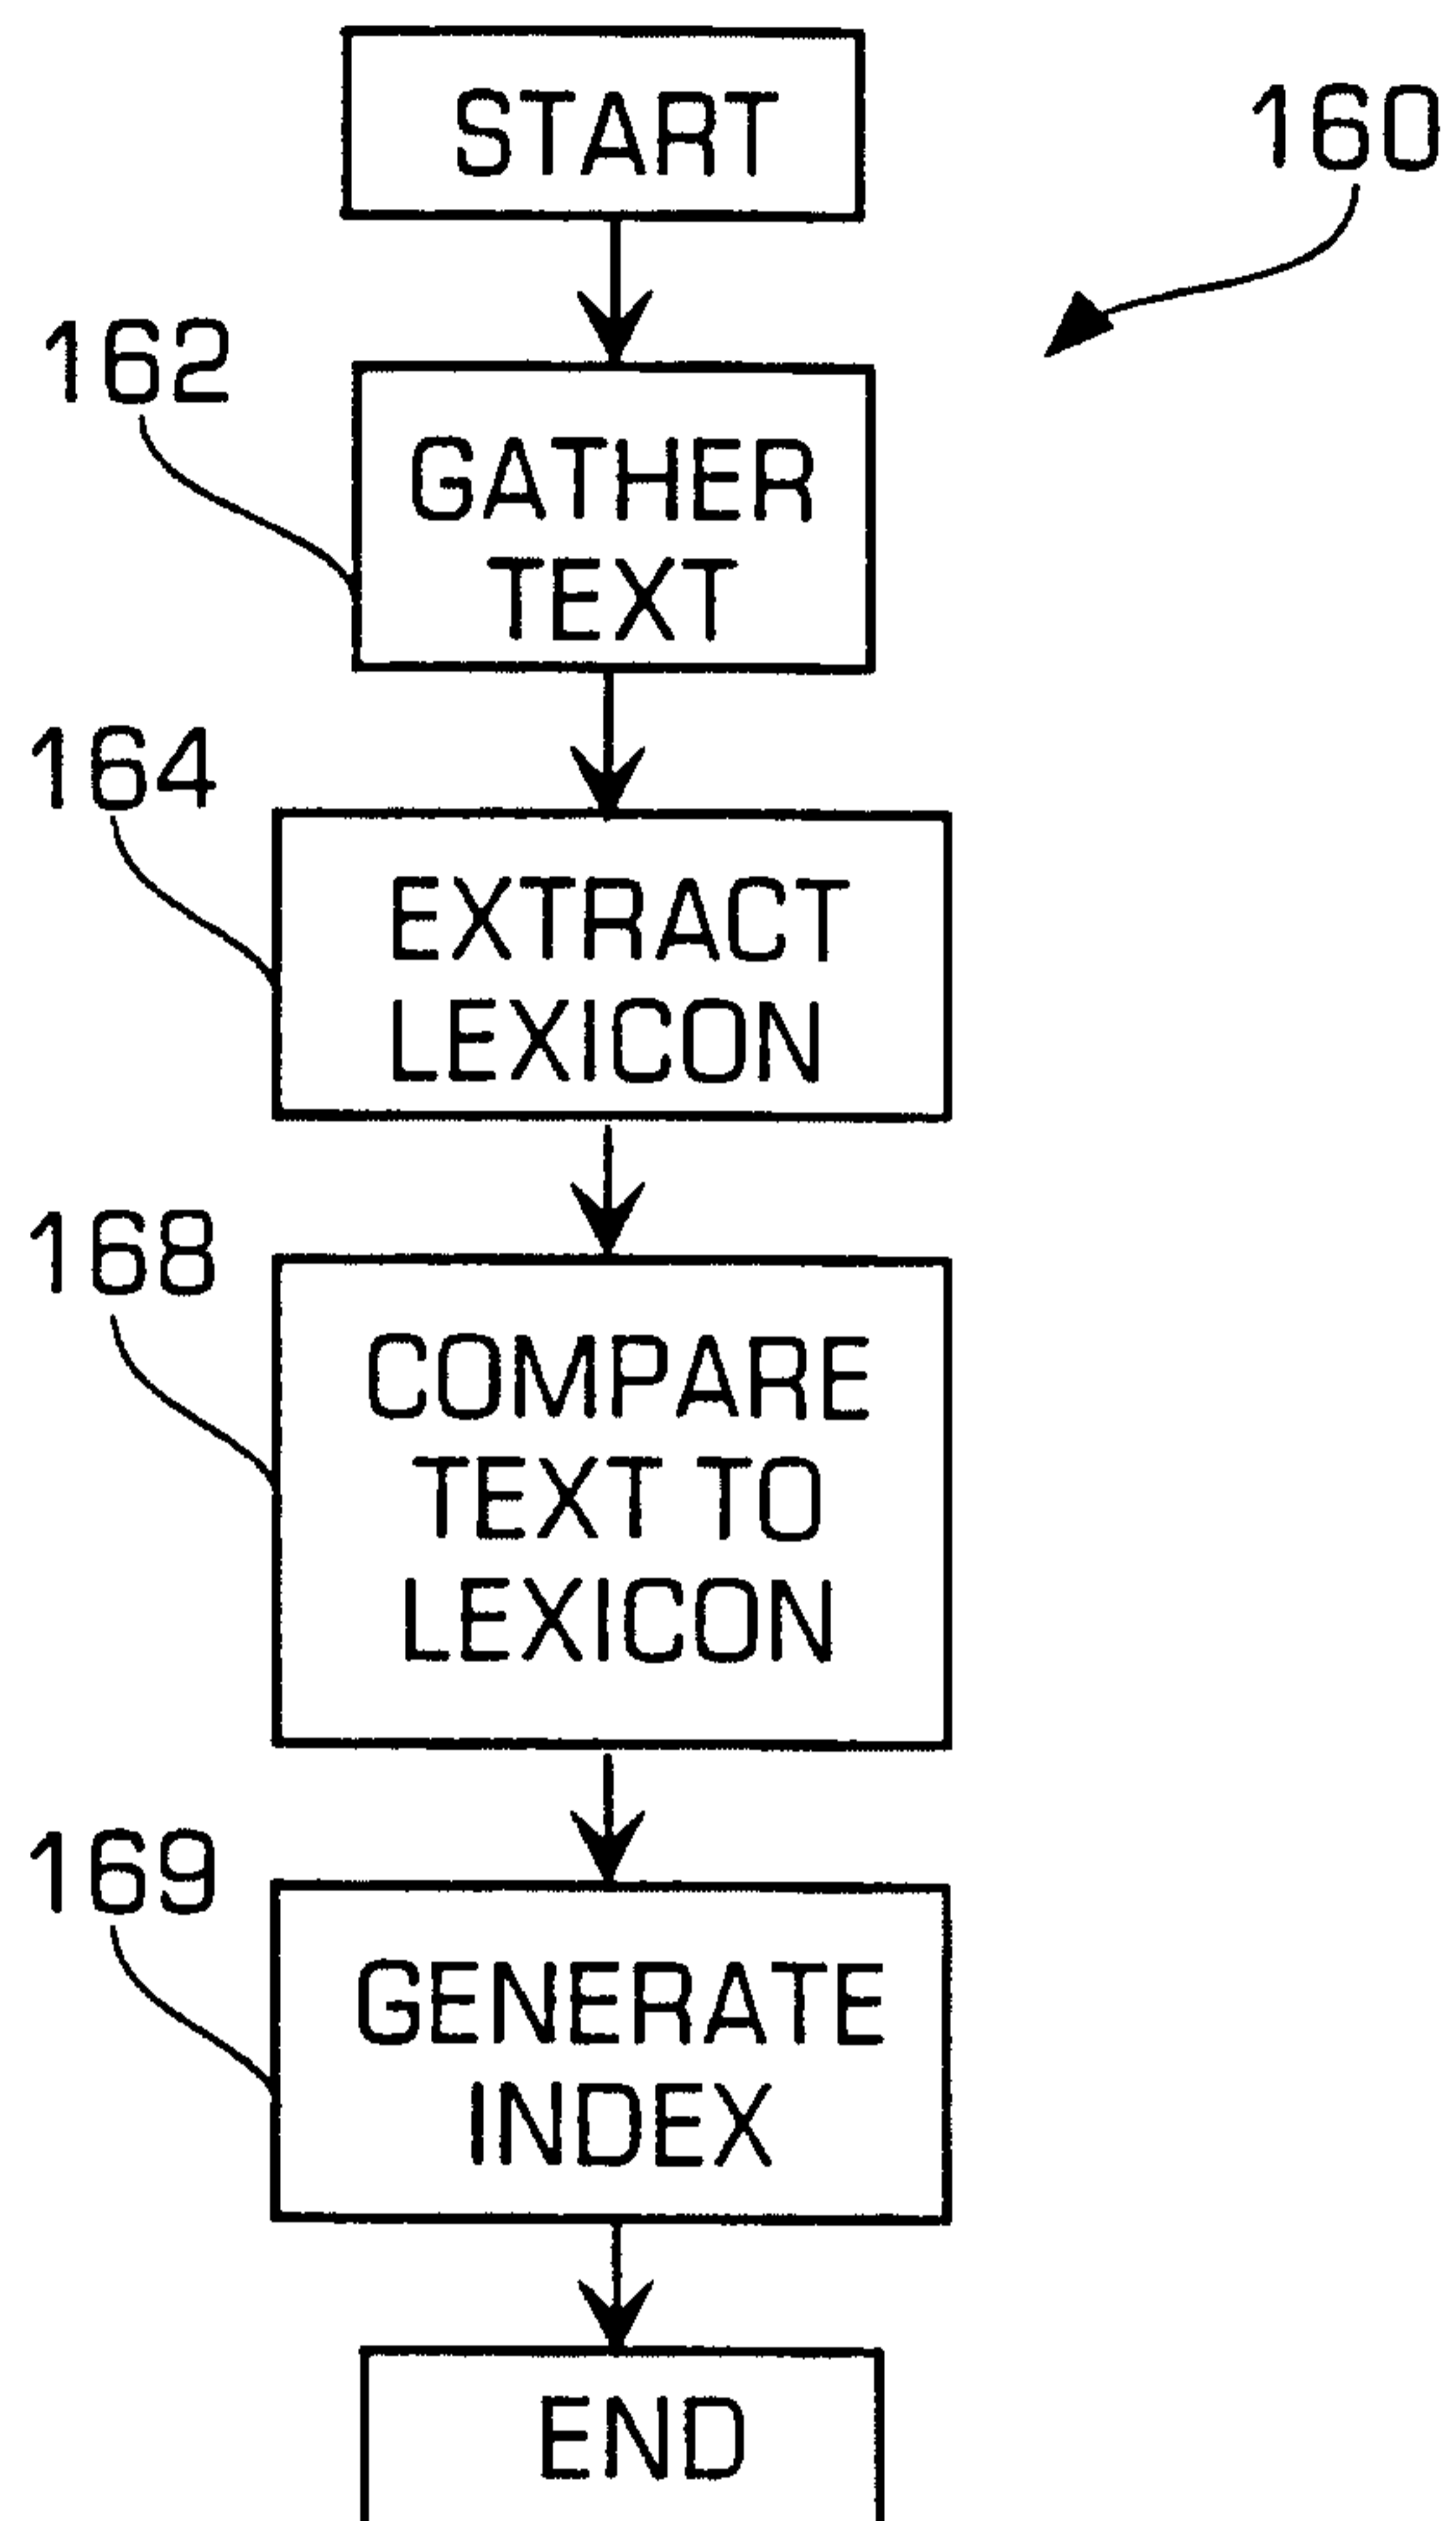 START
160
162
GATHER
TEXT
164
EXTRACT
LEXICON
168
COMPARE
TEXT TO
LEXICON
169
GENERATE
INDEX
END